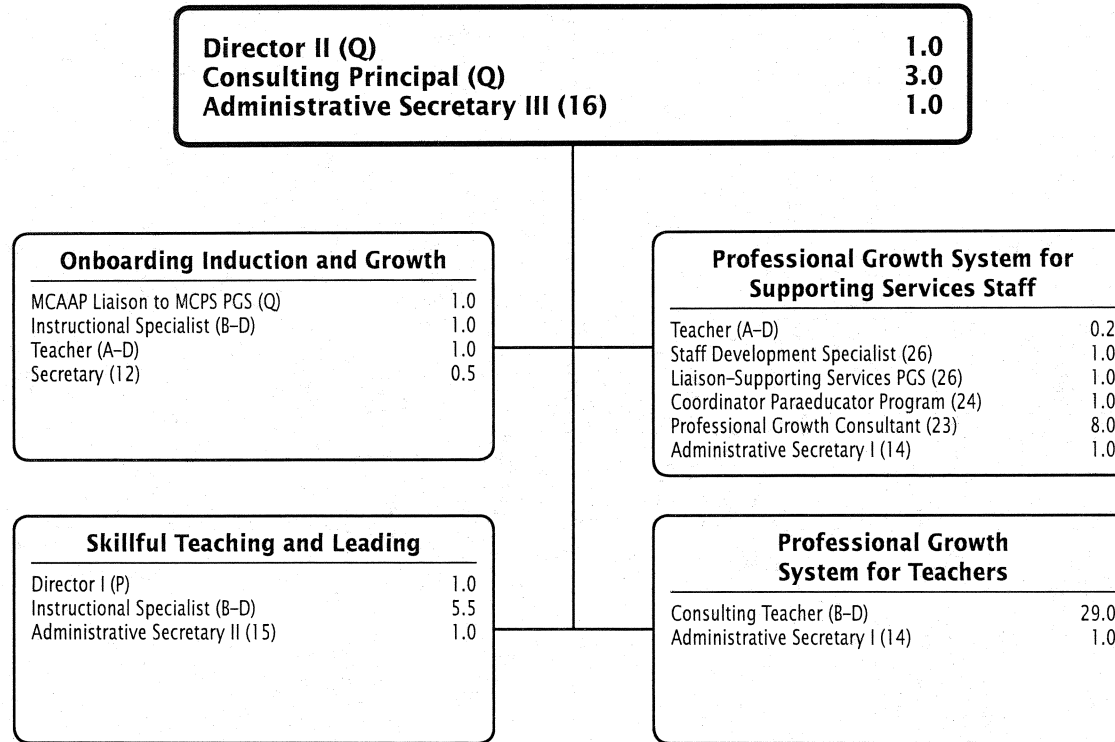 Director II (Q) 1.0
Consulting Principal (Q) 3.0
Administrative Secretary III (16) 1.0
Onboarding Induction and Growth
MCAAP Liaison to MCPS PGS (Q) 1.0
Instructional Specialist (B–D) 1.0
Teacher (A–D) 1.0
Secretary (12) 0.5
Professional Growth System for
Supporting Services Staff
Teacher (A–D) 0.2
Staff Development Specialist (26) 1.0
Liaison–Supporting Services PGS (26) 1.0
Coordinator Paraeducator Program (24) 1.0
Professional Growth Consultant (23) 8.0
Administrative Secretary I (14) 1.0
Skillful Teaching and Leading
Director I (P) 1.0
Instructional Specialist (B–D) 5.5
Administrative Secretary II (15) 1.0
Professional Growth
System for Teachers
Consulting Teacher (B–D) 29.0
Administrative Secretary I (14) 1.0